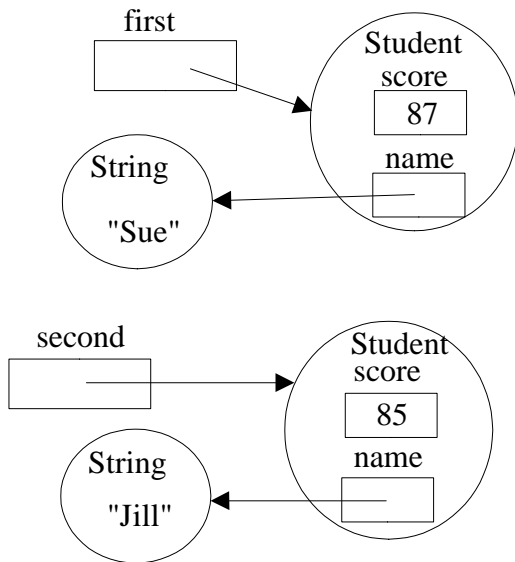 first
Student
score
87
name
String
"Sue"
second
Student
score
85
name
String
"Jill"